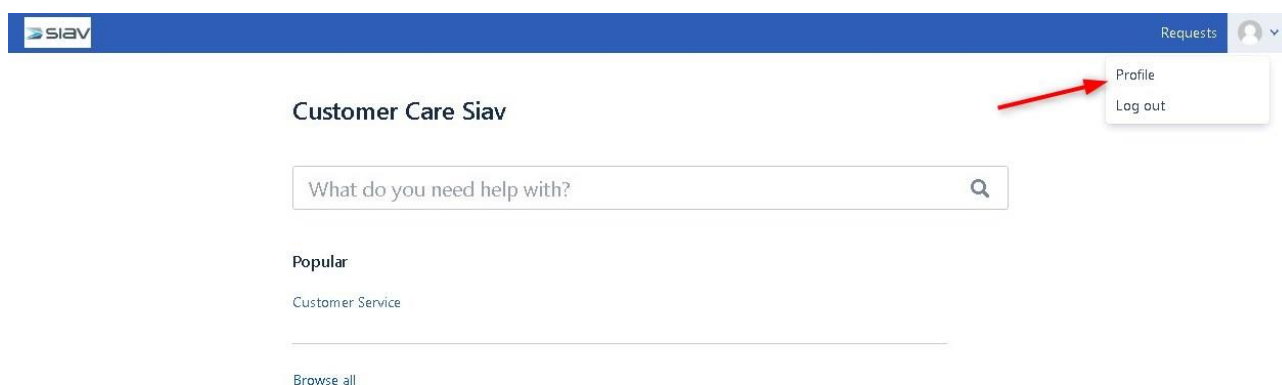 siav
Requests
Profile
Log out
Customer Care Siav
What do you need help with?
Popular
Customer Service
Browse all